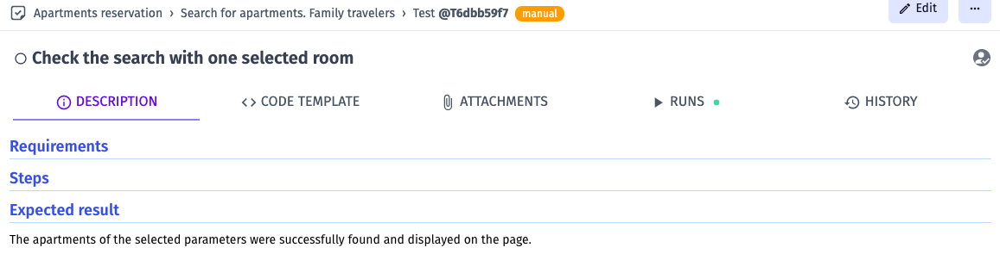 Apartments reservation › Search for apartments. Family travelers › Test @T6dbb59f7 manual Edit ...
Check the search with one selected room
DESCRIPTION <> CODE TEMPLATE ATTACHMENTS RUNS HISTORY
Requirements
Steps
Expected result
The apartments of the selected parameters were successfully found and displayed on the page.